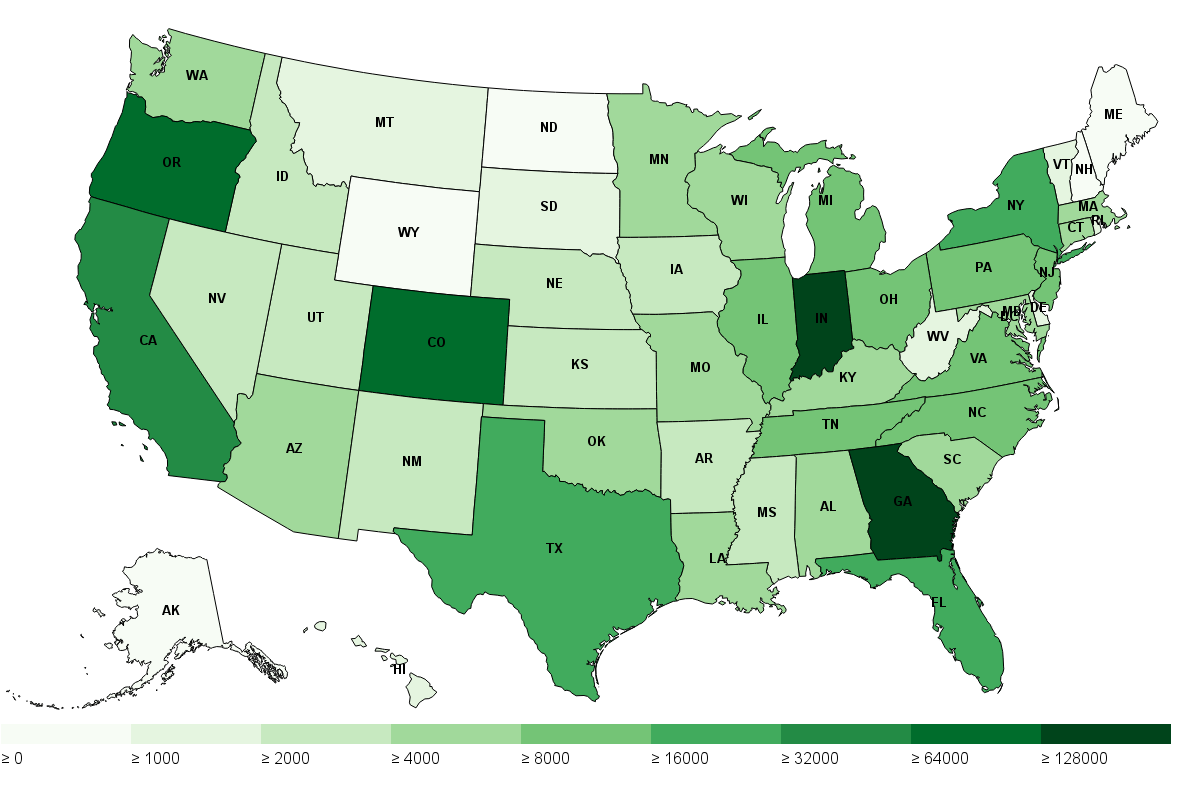 WA
MT
ND
ME
MN
OR
VT
NH
ID
SD
WI
MI
NY
MA
RI
CT
WY
IA
PA
NJ
NV
NE
OH
UT
IL
IN
MD
DE
DC
CA
CO
WV
VA
KS
MO
KY
NC
TN
AZ
NM
OK
AR
SC
MS
AL
GA
TX
LA
FL
AK
HI
≥ 0 ≥ 1000 ≥ 2000 ≥ 4000 ≥ 8000 ≥ 16000 ≥ 32000 ≥ 64000 ≥ 128000